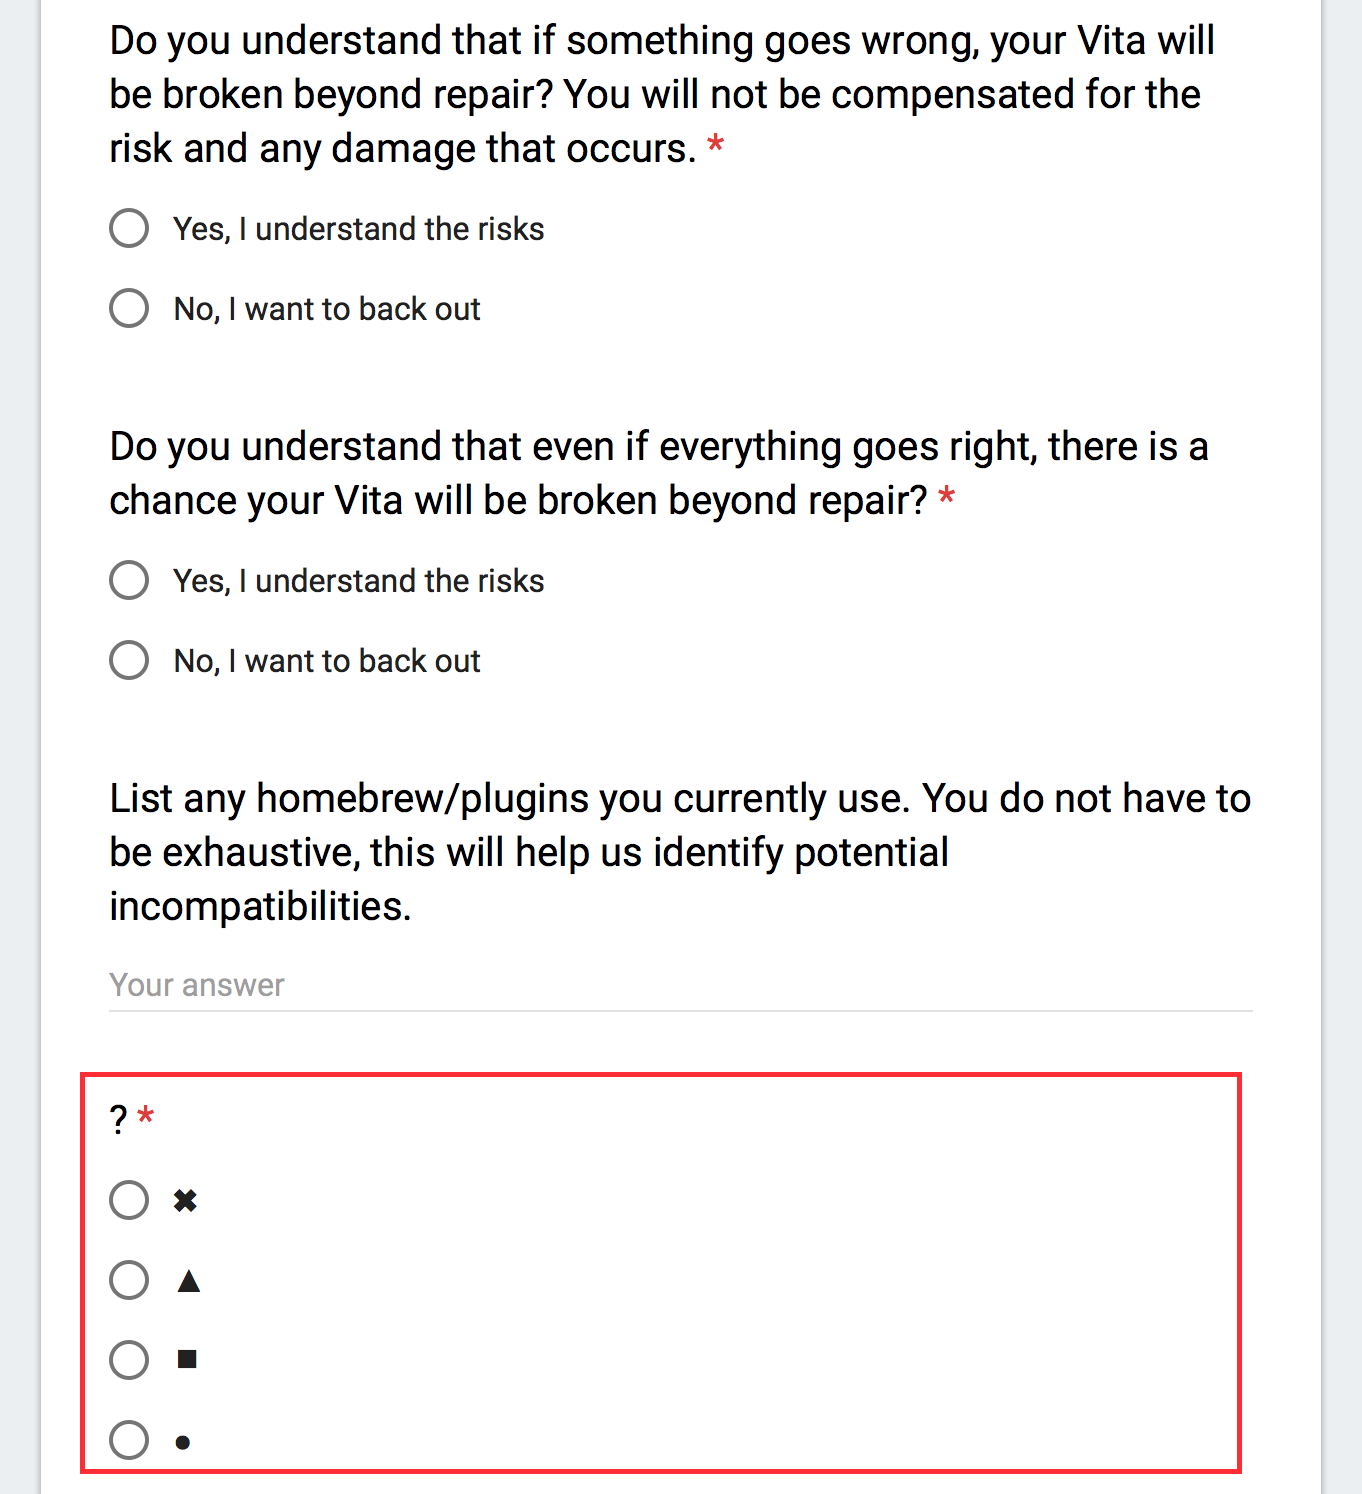 Do you understand that if something goes wrong, your Vita will
be broken beyond repair? You will not be compensated for the
risk and any damage that occurs. *
Yes, I understand the risks
No, I want to back out
Do you understand that even if everything goes right, there is a
chance your Vita will be broken beyond repair? *
Yes, I understand the risks
No, I want to back out
List any homebrew/plugins you currently use. You do not have to
be exhaustive, this will help us identify potential
incompatibilities.
Your answer
? *
✖
▲
■
●